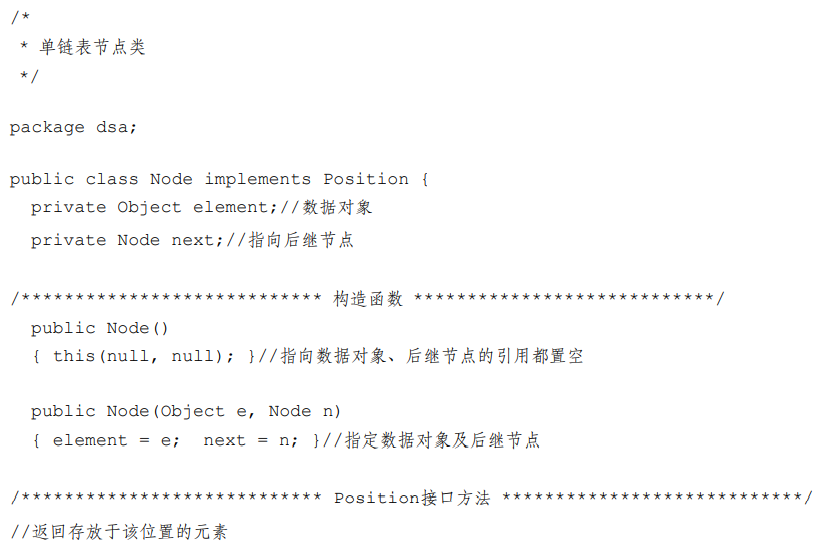 /*
 * 单链表节点类
 */
package dsa;
public class Node implements Position {
  private Object element;//数据对象
  private Node next;//指向后继节点
/**************************** 构造函数 ****************************/
  public Node()
  { this(null, null); }//指向数据对象、后继节点的引用都置空
  public Node(Object e, Node n)
  { element = e;  next = n; }//指定数据对象及后继节点
/**************************** Position接口方法 ****************************/
//返回存放于该位置的元素